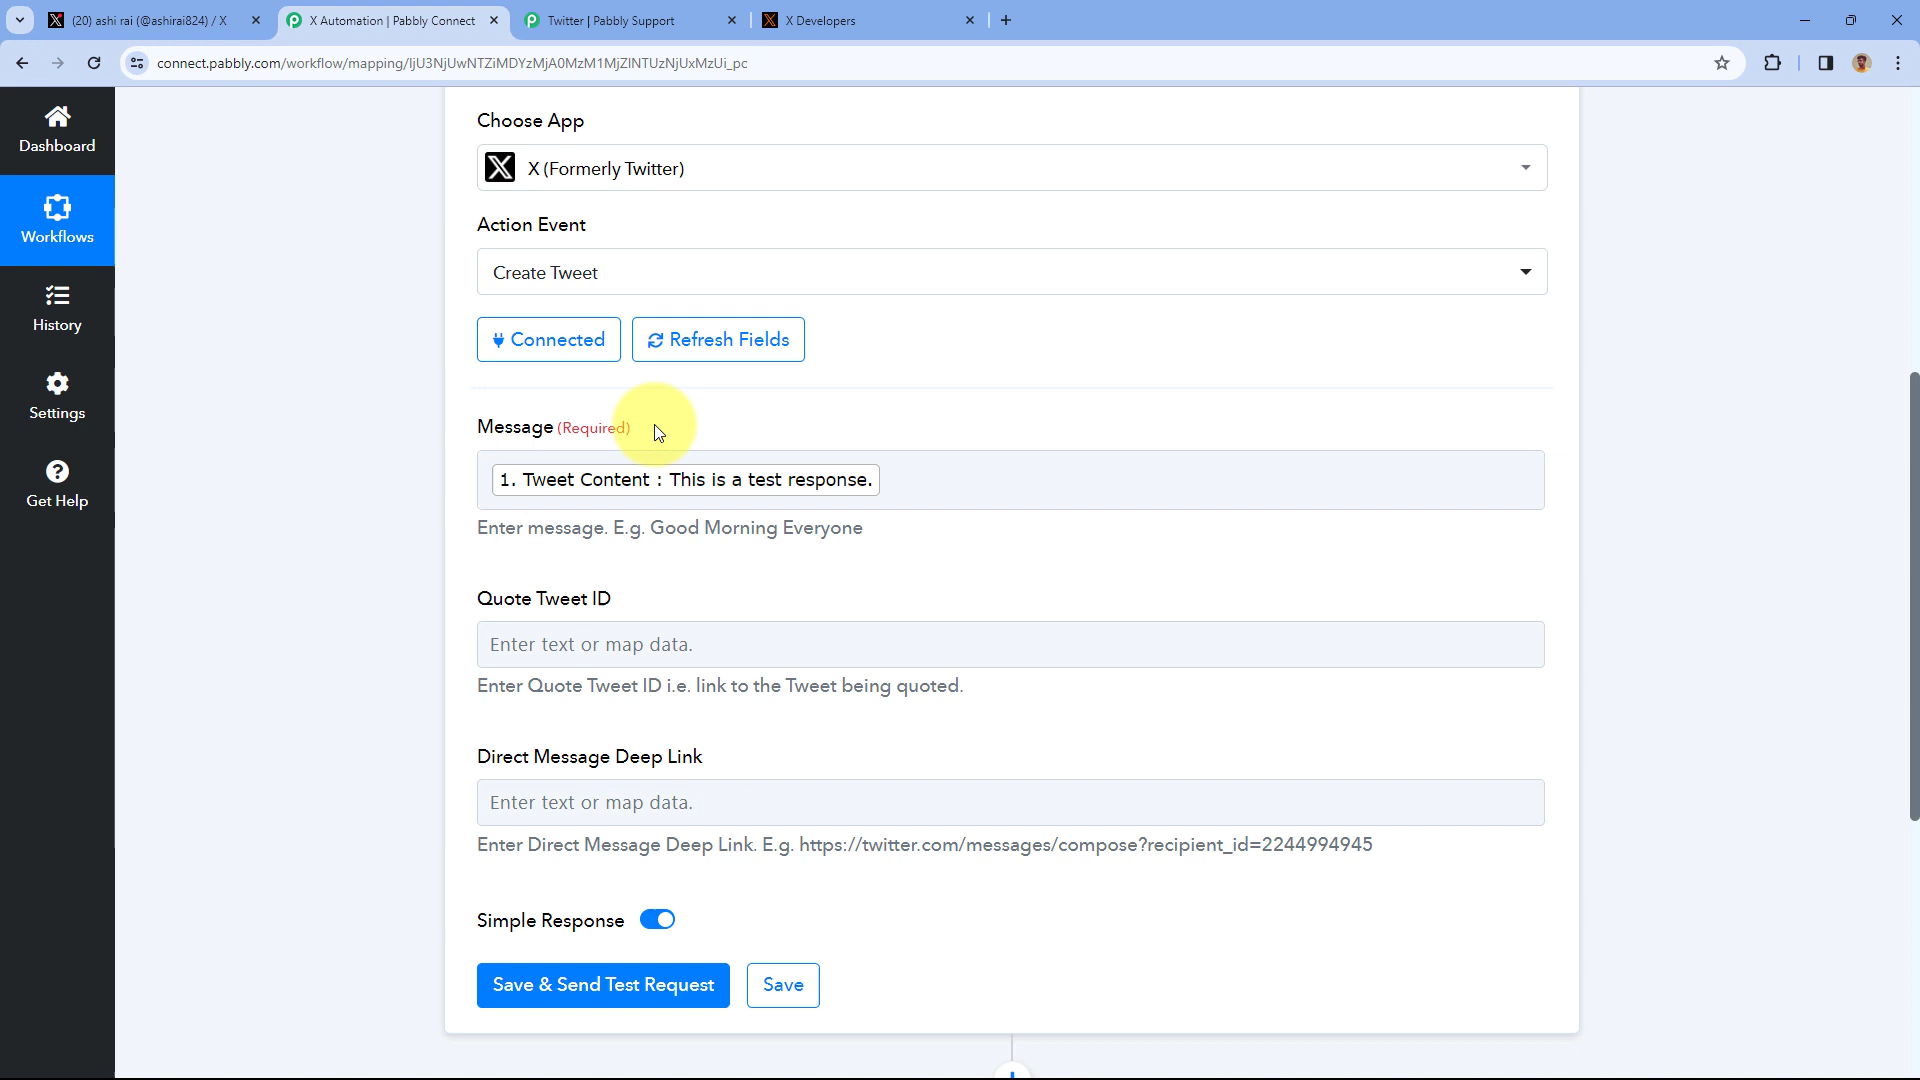 (20) ashi rai (@ashirai824) / X
X Automation | Pabbly Connect
Twitter | Pabbly Support
X Developers
connect.pabbly.com/workflow/mapping/IjU3NjUwNTZiMDYzMjA0MzM1MjZlNTUzNjUxMzUi_pc
Dashboard
Workflows
History
Settings
Get Help
Choose App
X (Formerly Twitter)
Action Event
Create Tweet
Connected
Refresh Fields
Message (Required)
1. Tweet Content : This is a test response.
Enter message. E.g. Good Morning Everyone
Quote Tweet ID
Enter text or map data.
Enter Quote Tweet ID i.e. link to the Tweet being quoted.
Direct Message Deep Link
Enter text or map data.
Enter Direct Message Deep Link. E.g. https://twitter.com/messages/compose?recipient_id=2244994945
Simple Response
Save & Send Test Request
Save